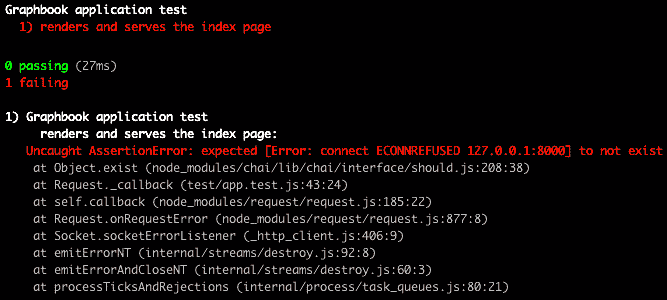 Graphbook application test
1) renders and serves the index page
0 passing (27ms)
1 failing
1) Graphbook application test
renders and serves the index page:
Uncaught AssertionError: expected [Error: connect ECONNREFUSED 127.0.0.1:8000] to not exist
at Object.exist (node_modules/chai/lib/chai/interface/should.js:208:38)
at Request._callback (test/app.test.js:43:24)
at self.callback (node_modules/request/request.js:185:22)
at Request.onRequestError (node_modules/request/request.js:877:8)
at Socket.socketErrorListener (_http_client.js:406:9)
at emitErrorNT (internal/streams/destroy.js:92:8)
at emitErrorAndCloseNT (internal/streams/destroy.js:60:3)
at processTicksAndRejections (internal/process/task_queues.js:80:21)